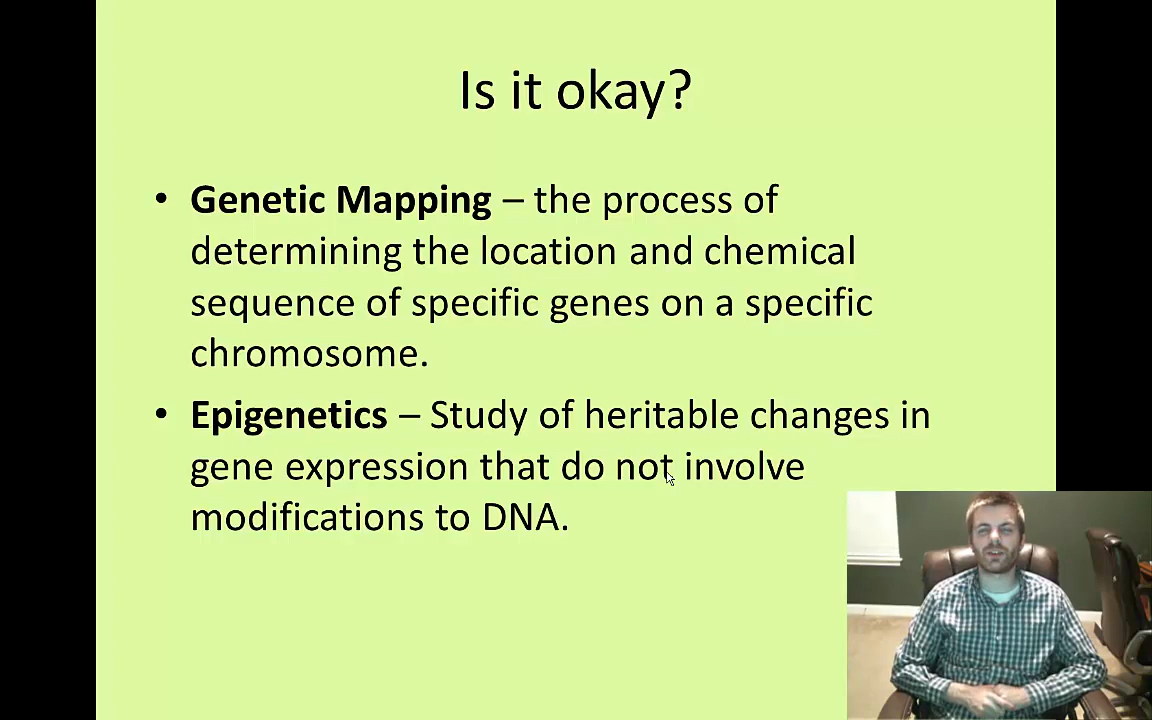 Is it okay?
• Genetic Mapping – the process of
determining the location and chemical
sequence of specific genes on a specific
chromosome.
• Epigenetics – Study of heritable changes in
gene expression that do not involve
modifications to DNA.